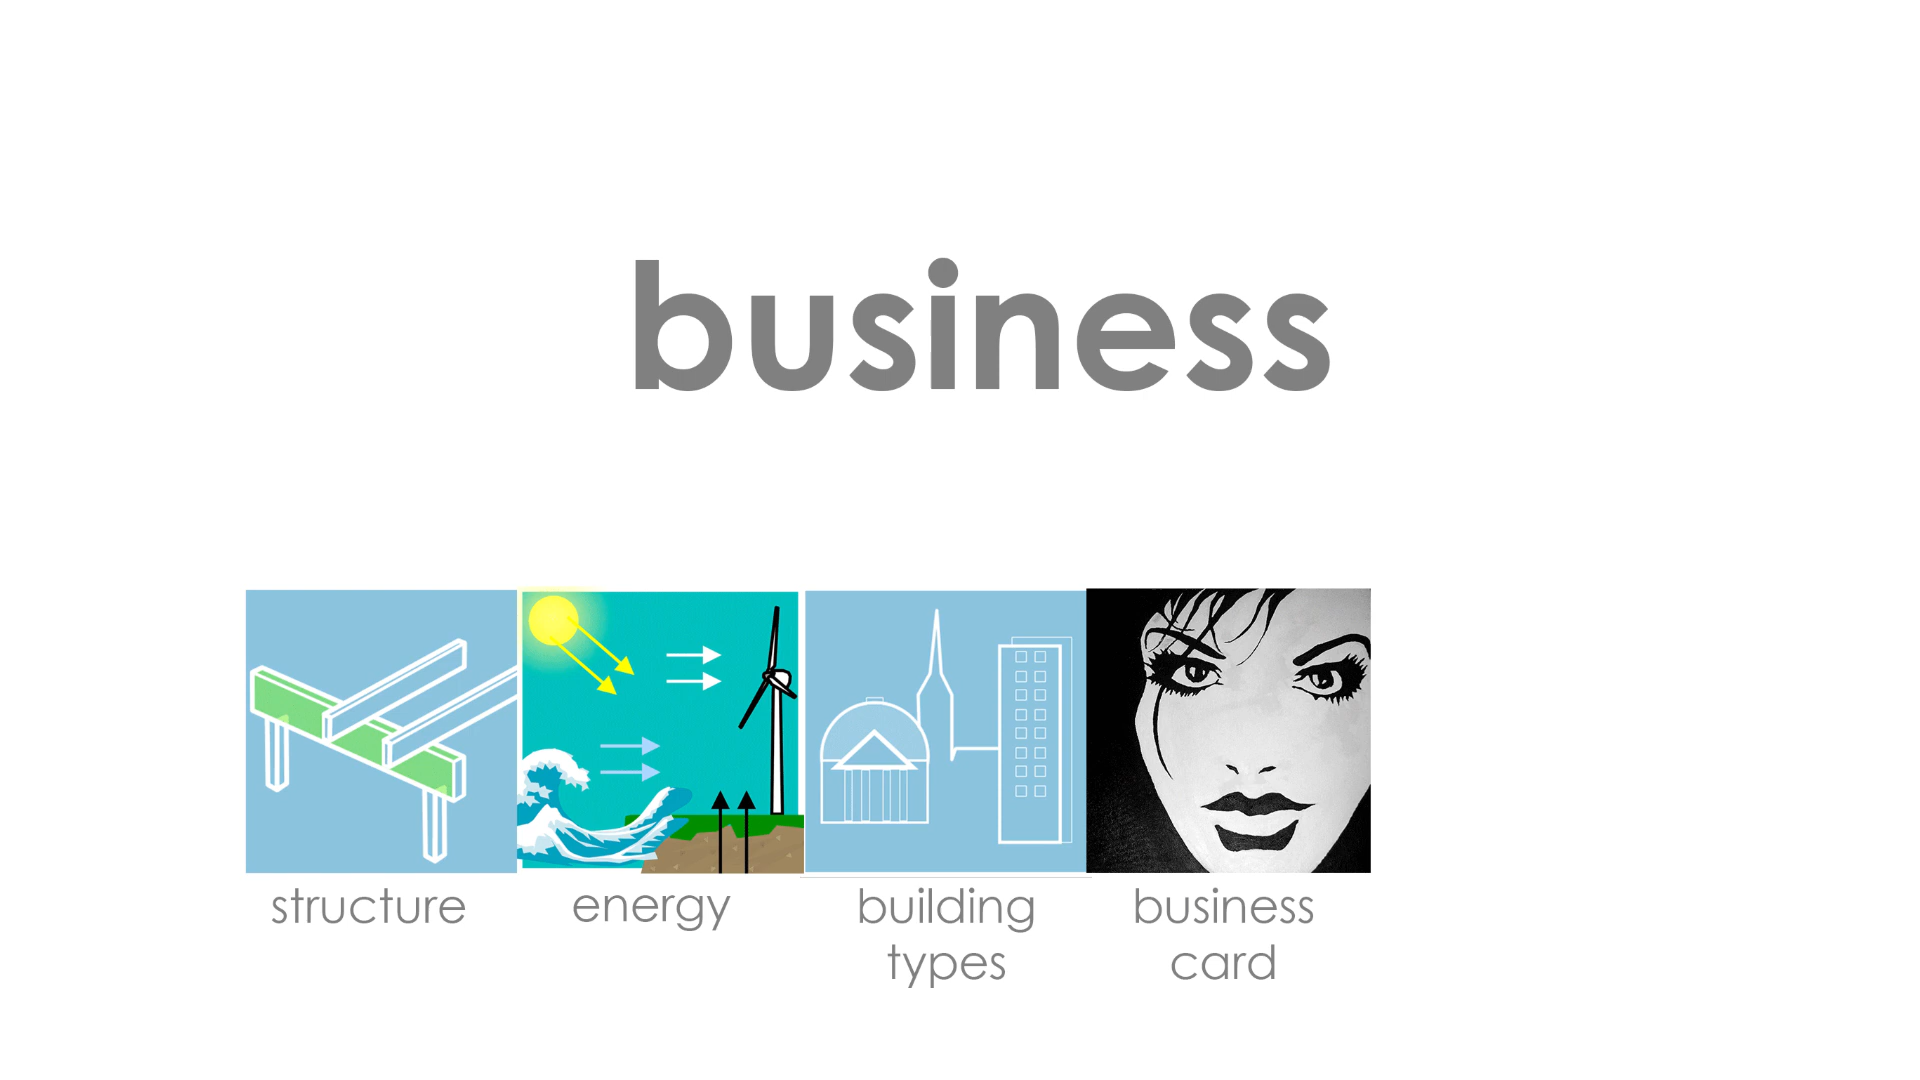 business
structure
energy
building
types
business
card